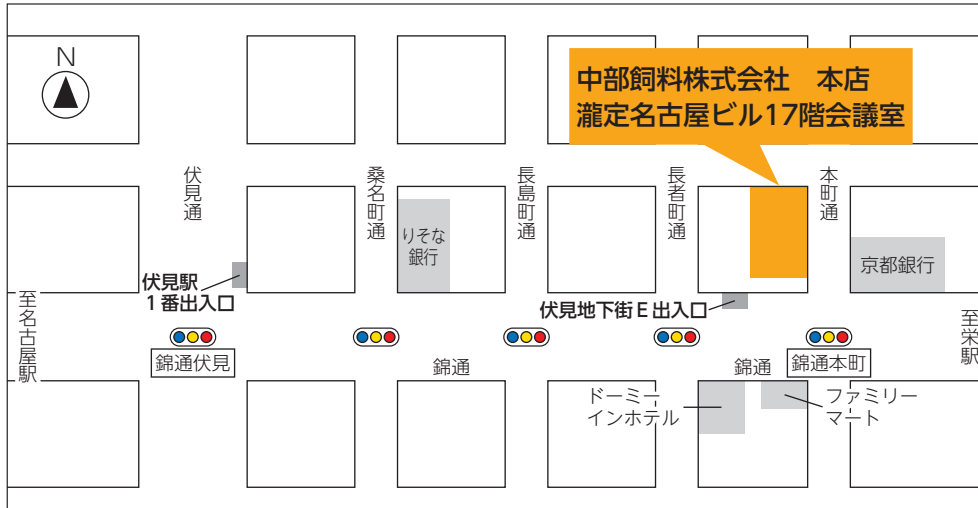 N
中部飼料株式会社　本店
瀧定名古屋ビル17階会議室
伏見通
桑名町通
長島町通
長者町通
本町通
りそな
銀行
京都銀行
伏見駅
1番出入口
伏見地下街E出入口
至名古屋駅
至栄駅
錦通伏見
錦通
錦通
錦通本町
ドーミー
インホテル
ファミリー
マート